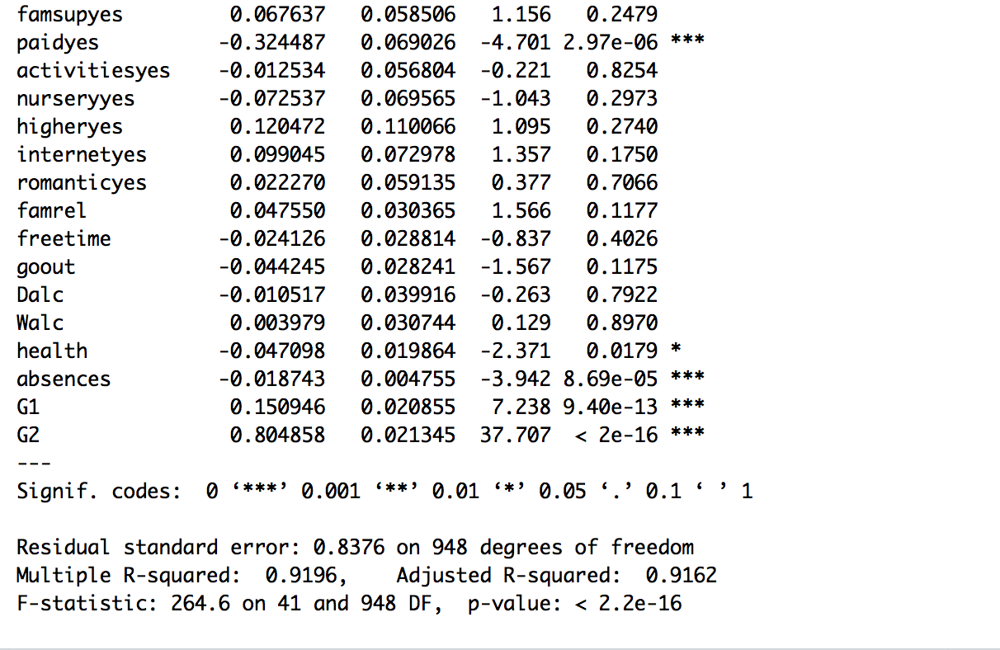 famsupyes 0.067637 0.058506 1.156 0.2479
paidyes -0.324487 0.069026 -4.701 2.97e-06 ***
activitiesyes -0.012534 0.056804 -0.221 0.8254
nurseryyes -0.072537 0.069565 -1.043 0.2973
higheryes 0.120472 0.110066 1.095 0.2740
internetyes 0.099045 0.072978 1.357 0.1750
romanticyes 0.022270 0.059135 0.377 0.7066
famrel 0.047550 0.030365 1.566 0.1177
freetime -0.024126 0.028814 -0.837 0.4026
goout -0.044245 0.028241 -1.567 0.1175
Dalc -0.010517 0.039916 -0.263 0.7922
Walc 0.003979 0.030744 0.129 0.8970
health -0.047098 0.019864 -2.371 0.0179 *
absences -0.018743 0.004755 -3.942 8.69e-05 ***
G1 0.150946 0.020855 7.238 9.40e-13 ***
G2 0.804858 0.021345 37.707 < 2e-16 ***
---
Signif. codes: 0 ‘***’ 0.001 ‘**’ 0.01 ‘*’ 0.05 ‘.’ 0.1 ‘ ’ 1
Residual standard error: 0.8376 on 948 degrees of freedom
Multiple R-squared: 0.9196, Adjusted R-squared: 0.9162
F-statistic: 264.6 on 41 and 948 DF, p-value: < 2.2e-16